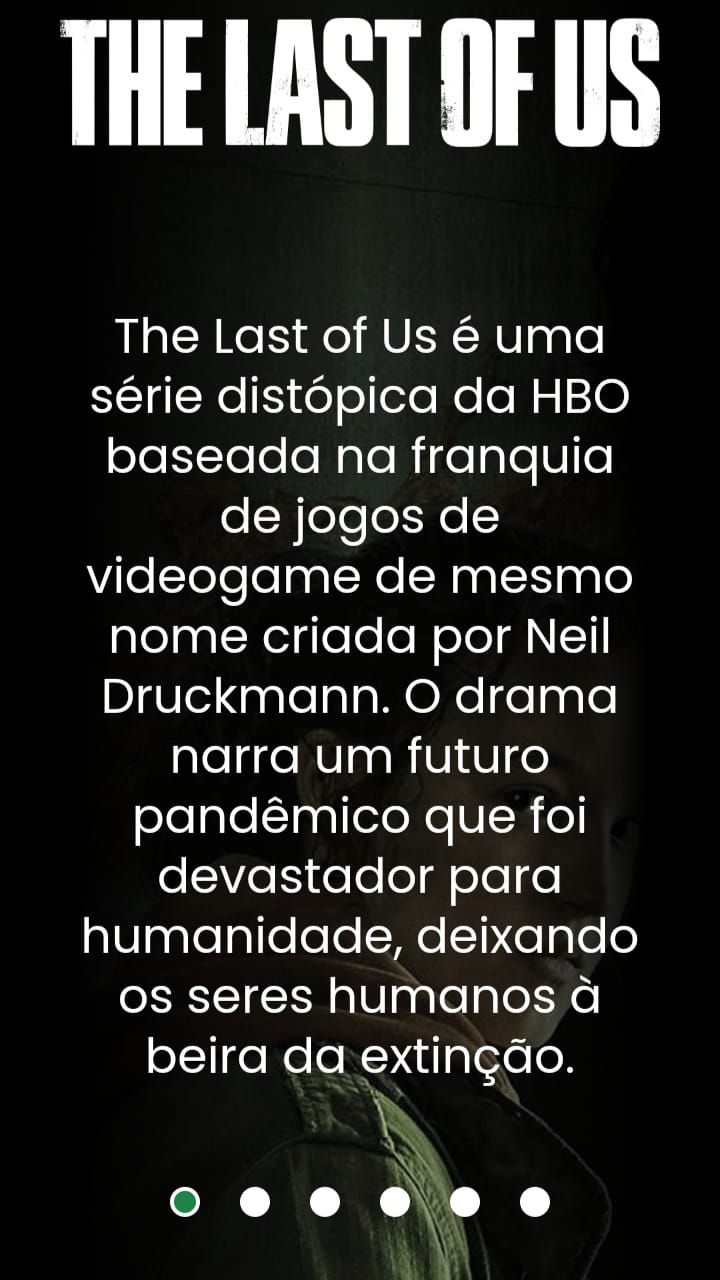 THE LAST OF US
The Last of Us é uma
série distópica da HBO
baseada na franquia
de jogos de
videogame de mesmo
nome criada por Neil
Druckmann. O drama
narra um futuro
pandêmico que foi
devastador para
humanidade, deixando
os seres humanos à
beira da extinção.